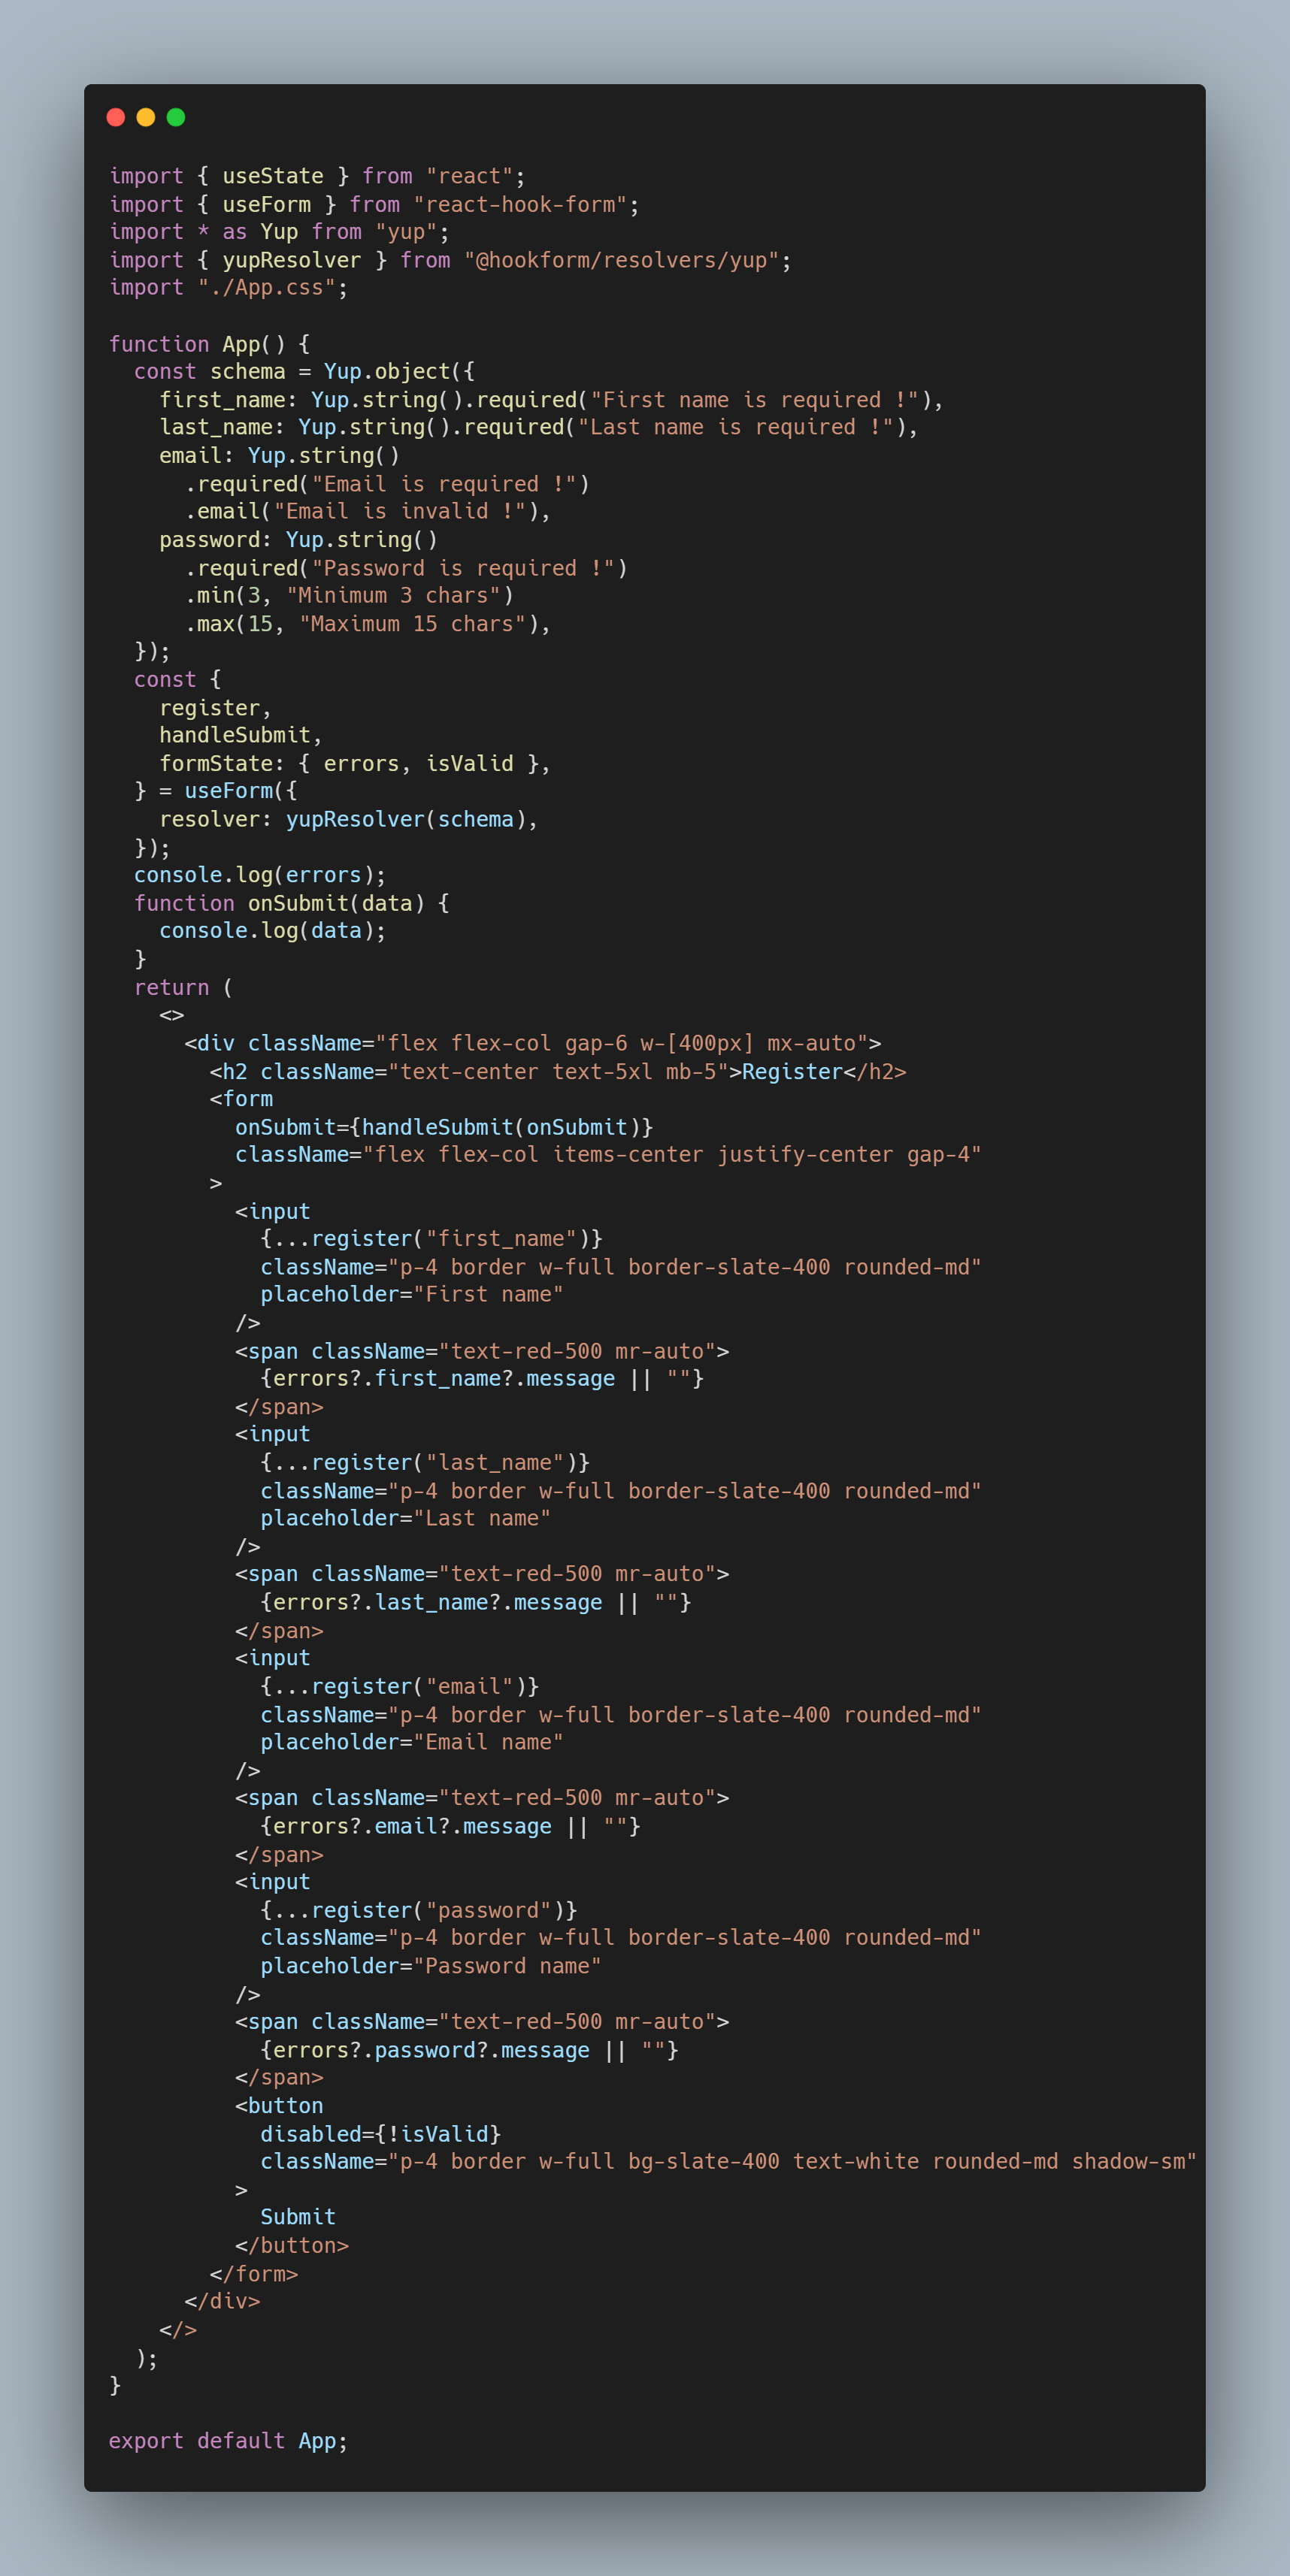 import { useState } from "react";
import { useForm } from "react-hook-form";
import * as Yup from "yup";
import { yupResolver } from "@hookform/resolvers/yup";
import "./App.css";

function App() {
  const schema = Yup.object({
    first_name: Yup.string().required("First name is required !"),
    last_name: Yup.string().required("Last name is required !"),
    email: Yup.string()
      .required("Email is required !")
      .email("Email is invalid !"),
    password: Yup.string()
      .required("Password is required !")
      .min(3, "Minimum 3 chars")
      .max(15, "Maximum 15 chars"),
  });
  const {
    register,
    handleSubmit,
    formState: { errors, isValid },
  } = useForm({
    resolver: yupResolver(schema),
  });
  console.log(errors);
  function onSubmit(data) {
    console.log(data);
  }
  return (
    <>
      <div className="flex flex-col gap-6 w-[400px] mx-auto">
        <h2 className="text-center text-5xl mb-5">Register</h2>
        <form
          onSubmit={handleSubmit(onSubmit)}
          className="flex flex-col items-center justify-center gap-4"
        >
          <input
            {...register("first_name")}
            className="p-4 border w-full border-slate-400 rounded-md"
            placeholder="First name"
          />
          <span className="text-red-500 mr-auto">
            {errors?.first_name?.message || ""}
          </span>
          <input
            {...register("last_name")}
            className="p-4 border w-full border-slate-400 rounded-md"
            placeholder="Last name"
          />
          <span className="text-red-500 mr-auto">
            {errors?.last_name?.message || ""}
          </span>
          <input
            {...register("email")}
            className="p-4 border w-full border-slate-400 rounded-md"
            placeholder="Email name"
          />
          <span className="text-red-500 mr-auto">
            {errors?.email?.message || ""}
          </span>
          <input
            {...register("password")}
            className="p-4 border w-full border-slate-400 rounded-md"
            placeholder="Password name"
          />
          <span className="text-red-500 mr-auto">
            {errors?.password?.message || ""}
          </span>
          <button
            disabled={!isValid}
            className="p-4 border w-full bg-slate-400 text-white rounded-md shadow-sm"
          >
            Submit
          </button>
        </form>
      </div>
    </>
  );
}

export default App;